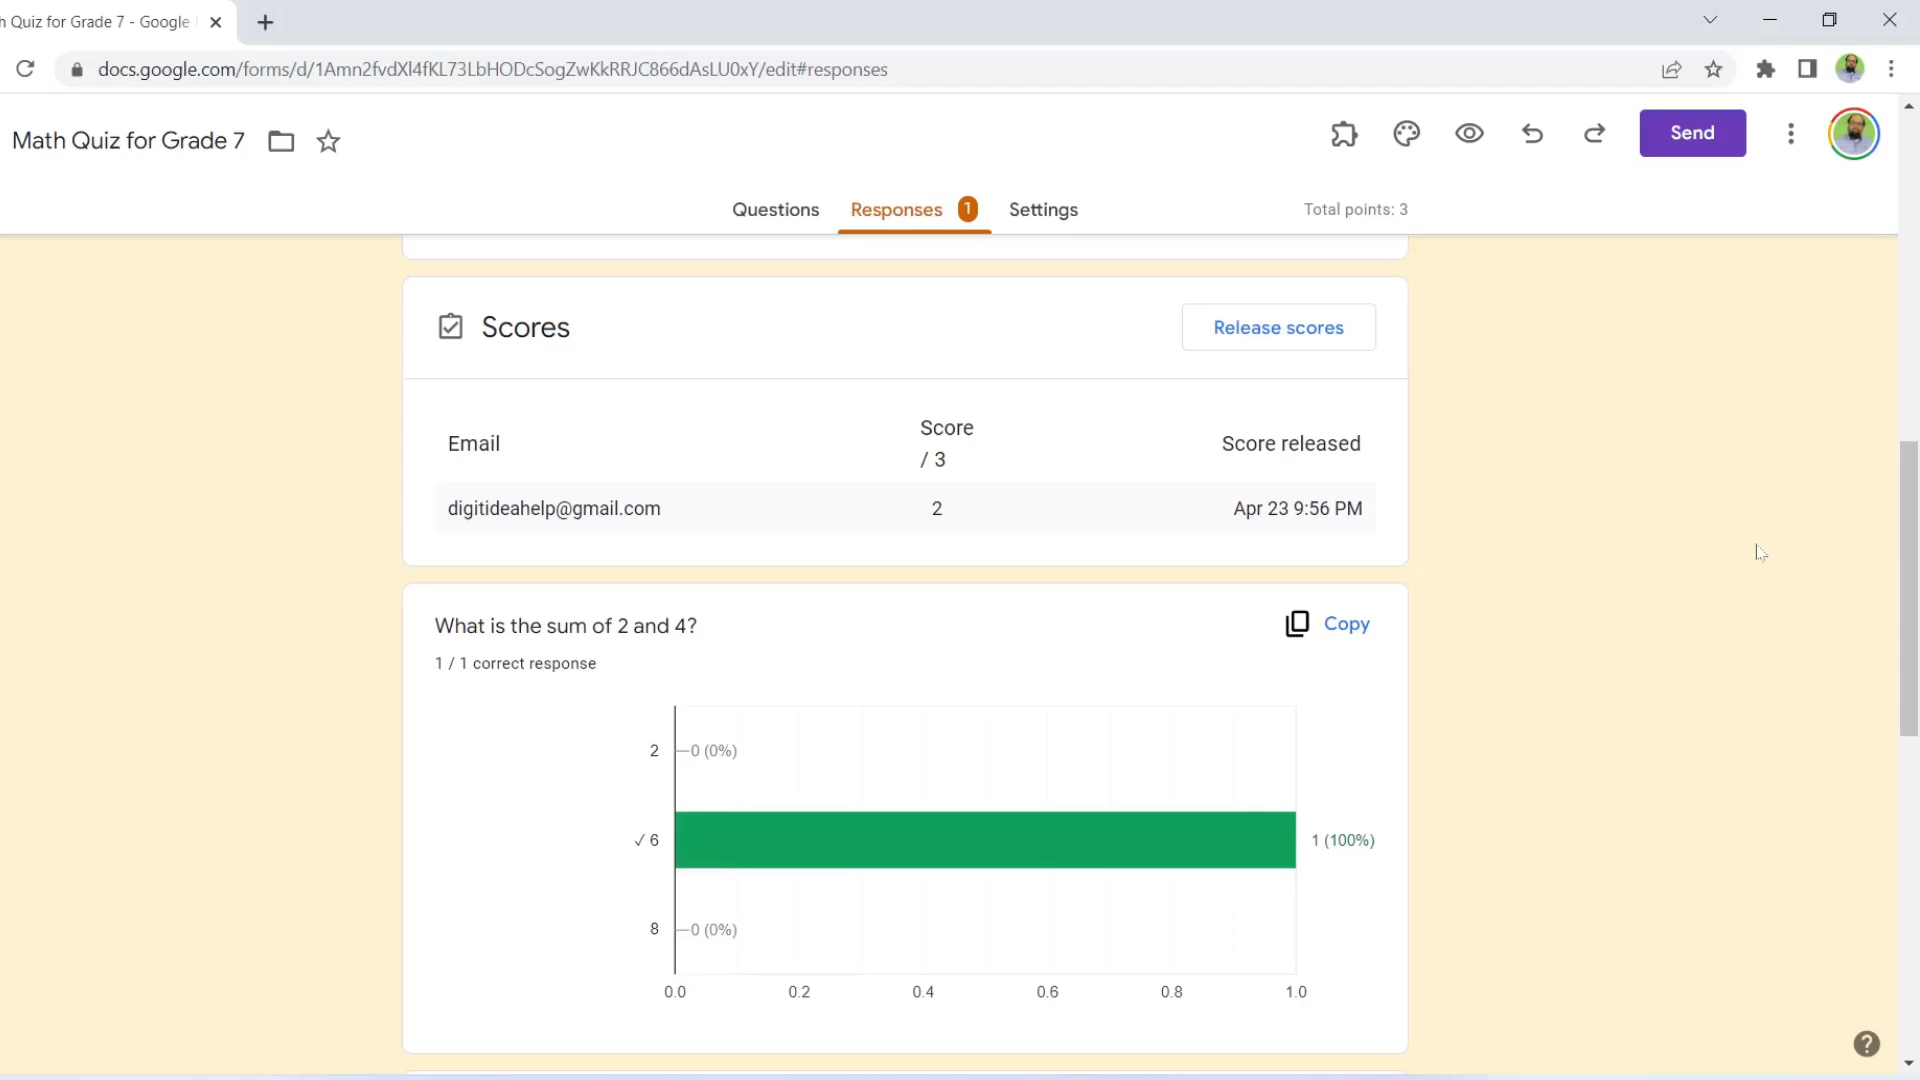 h Quiz for Grade 7 - Google
docs.google.com/forms/d/1Amn2fvdXl4fKL73LbHODcSogZwKkRRJC866dAsLU0xY/edit#responses
Math Quiz for Grade 7
Send
Questions
Responses 1
Settings
Total points: 3
Scores
Release scores
Email
Score
/ 3
Score released
digitideahelp@gmail.com
2
Apr 23 9:56 PM
What is the sum of 2 and 4?
Copy
1 / 1 correct response
2
0 (0%)
✓ 6
1 (100%)
8
0 (0%)
0.0
0.2
0.4
0.6
0.8
1.0
?